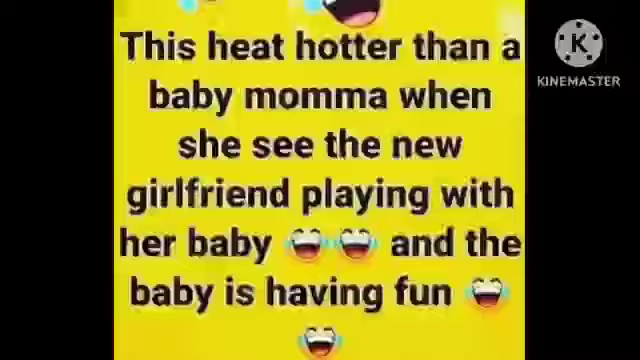 This heat hotter than a
baby momma when
she see the new
girlfriend playing with
her baby 😂😂 and the
baby is having fun 😂
😂
K
KINEMASTER